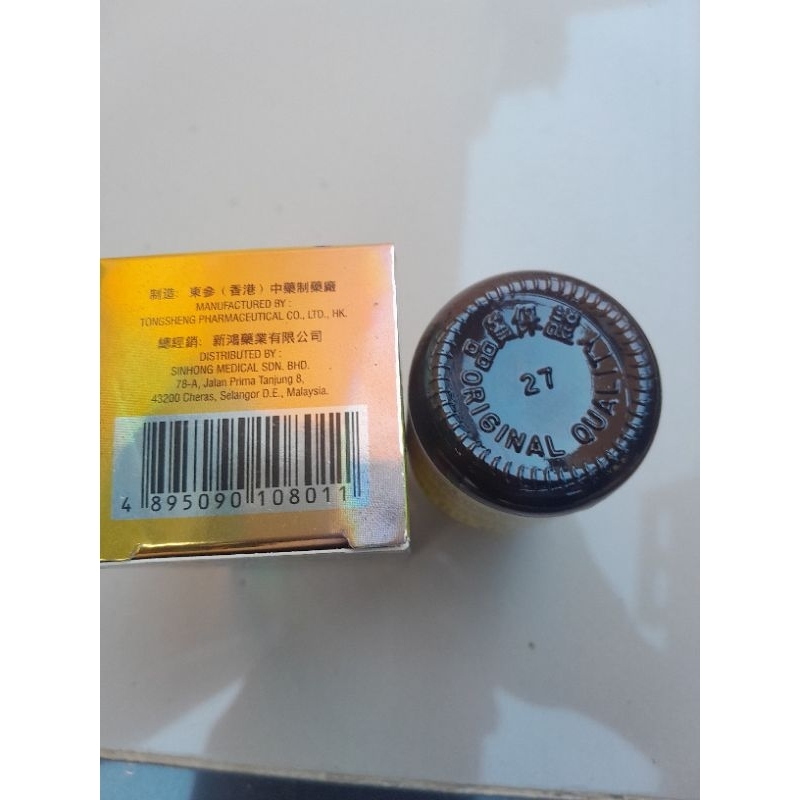 制造: 東參(香港)中藥制藥廠
MANUFACTURED BY :
TONGSHENG PHARMACEUTICAL CO., LTD., HK.
總經銷: 新鴻藥業有限公司
DISTRIBUTED BY :
SINHONG MEDICAL SDN. BHD.
78-A, Jalan Prima Tanjung 8,
43200 Cheras, Selangor D.E., Malaysia.
4 895090 108011
ORIGINAL QUALITY
27